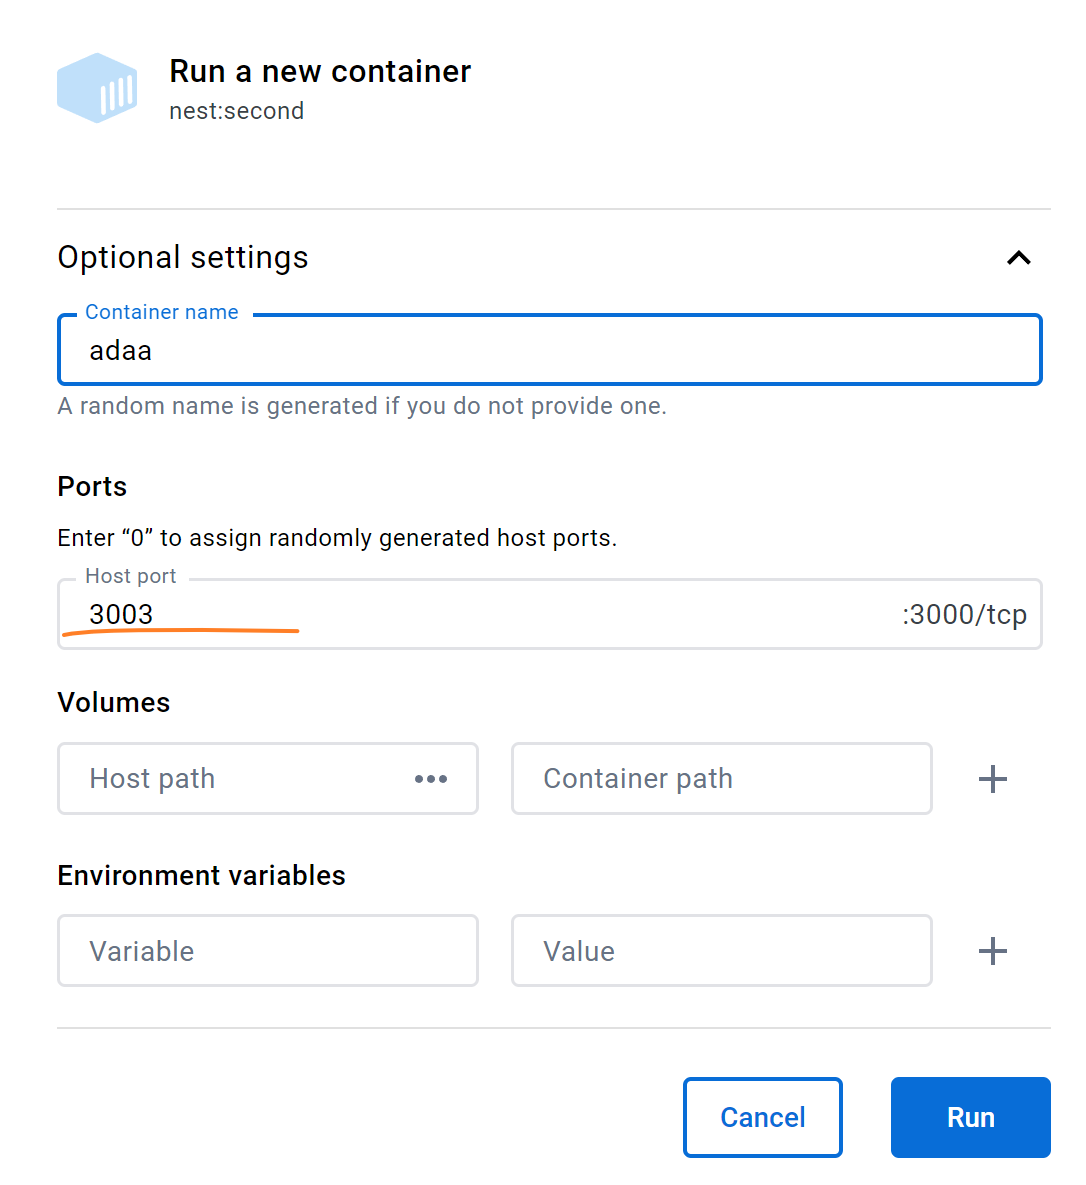 Run a new container
nest:second
Optional settings
Container name
adaa
A random name is generated if you do not provide one.
Ports
Enter “0” to assign randomly generated host ports.
Host port
3003 :3000/tcp
Volumes
Host path ••• Container path +
Environment variables
Variable Value +
Cancel Run